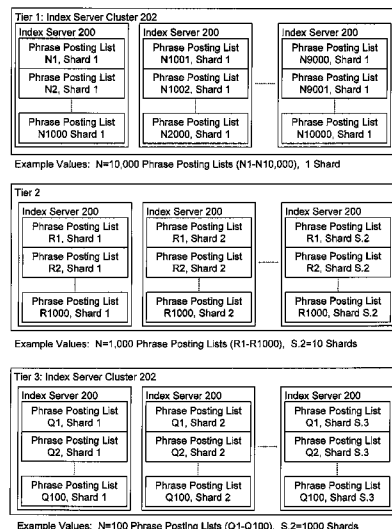 Tier 1: Index Server Cluster 202
Index Server 200
Phrase Posting List
N1, Shard 1
Phrase Posting List
N2, Shard 1
Phrase Posting List
N1000 Shard 1
Index Server 200
Phrase Posting List
N1001, Shard 1
Phrase Posting List
N1002, Shard 1
Phrase Posting List
N2000, Shard 1
Index Server 200
Phrase Posting List
N9000, Shard 1
Phrase Posting List
N9001, Shard 1
Phrase Posting List
N10000, Shard 1
Example Values: N=10,000 Phrase Posting Lists (N1-N10,000), 1 Shard
Tier 2
Index Server 200
Phrase Posting List
R1, Shard 1
Phrase Posting List
R2, Shard 1
Phrase Posting List
R1000, Shard 1
Index Server 200
Phrase Posting List
R1, Shard 2
Phrase Posting List
R2, Shard 2
Phrase Posting List
R1000, Shard 2
Index Server 200
Phrase Posting List
R1, Shard S.2
Phrase Posting List
R2, Shard S.2
Phrase Posting List
R1000, Shard S.2
Example Values: N=1,000 Phrase Posting Lists (R1-R1000), S.2=10 Shards
Tier 3: Index Server Cluster 202
Index Server 200
Phrase Posting List
Q1, Shard 1
Phrase Posting List
Q2, Shard 1
Phrase Posting List
Q100, Shard 1
Index Server 200
Phrase Posting List
Q1, Shard 2
Phrase Posting List
Q2, Shard 2
Phrase Posting List
Q100, Shard 2
Index Server 200
Phrase Posting List
Q1, Shard S.3
Phrase Posting List
Q2, Shard S.3
Phrase Posting List
Q100, Shard S.3
Example Values: N=100 Phrase Posting Lists (Q1-Q100), S.2=1000 Shards